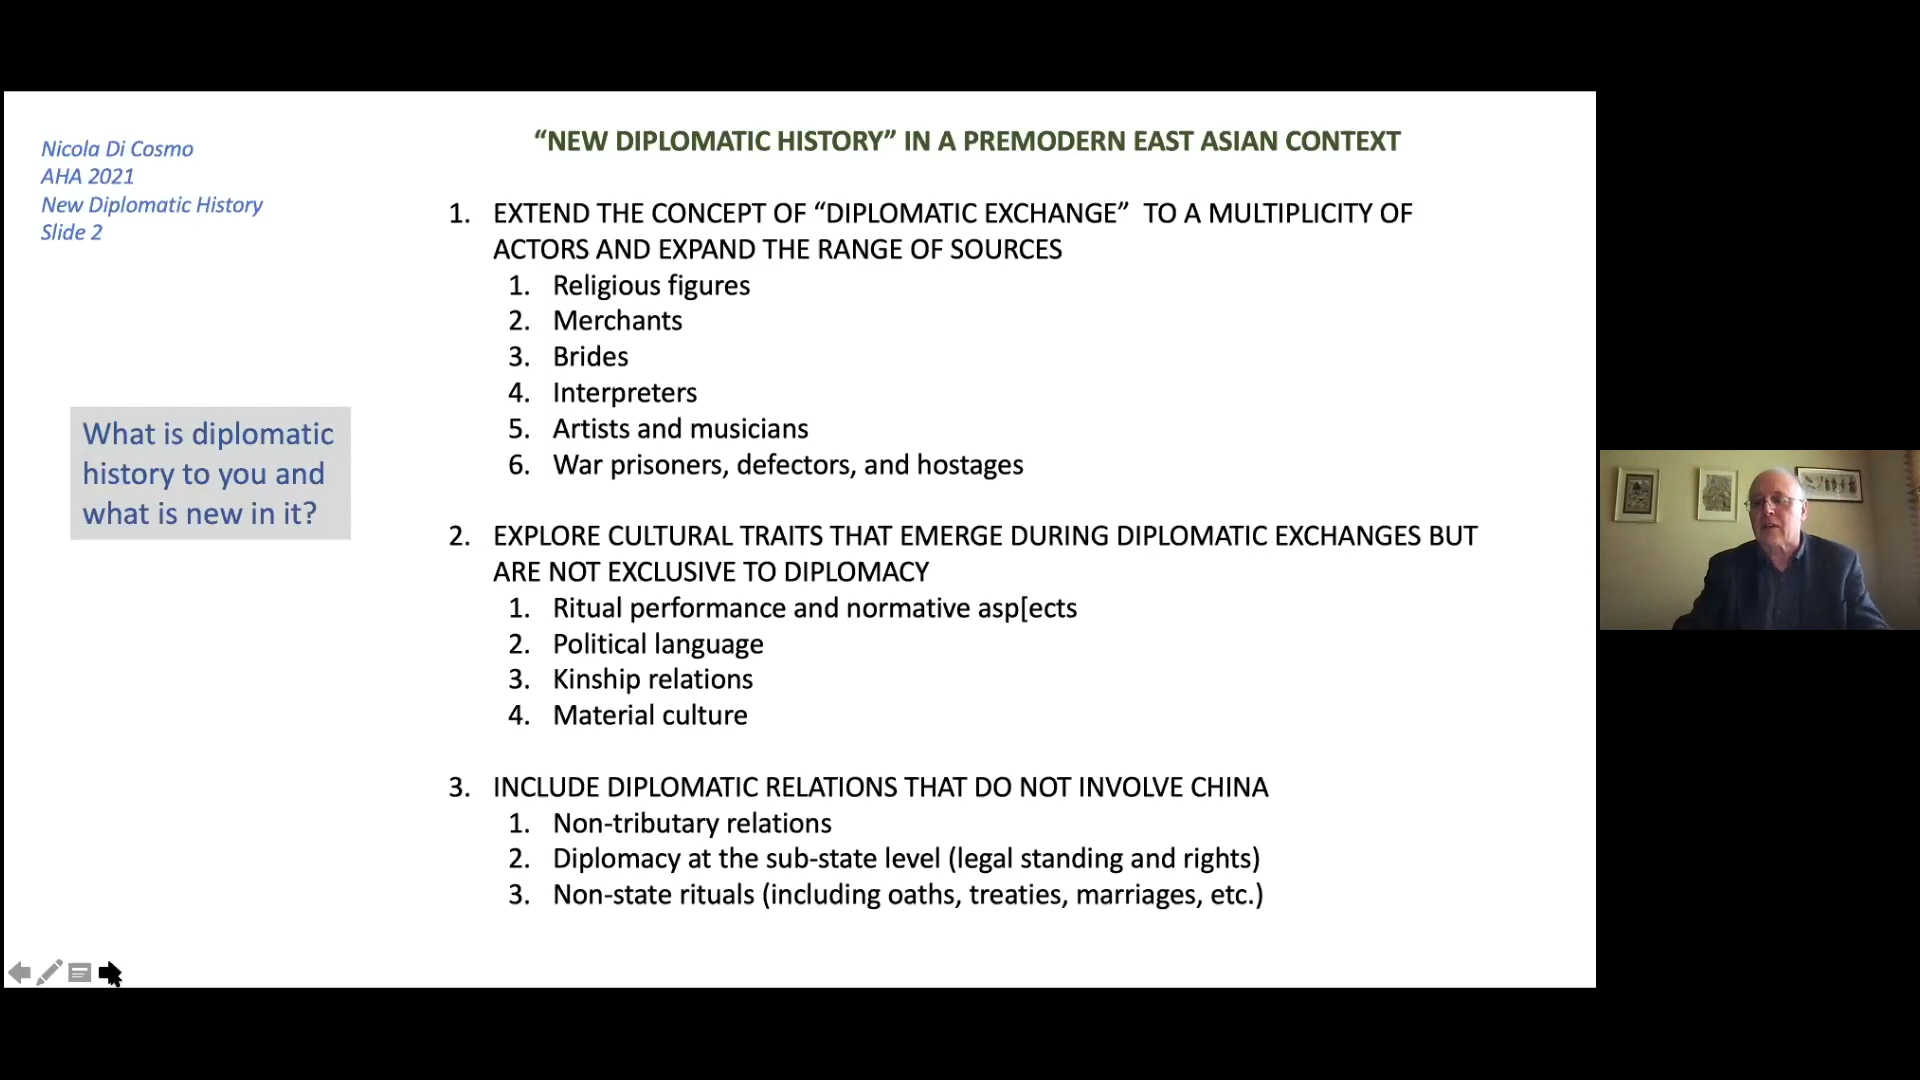 Nicola Di Cosmo
AHA 2021
New Diplomatic History
Slide 2
What is diplomatic
history to you and
what is new in it?
“NEW DIPLOMATIC HISTORY” IN A PREMODERN EAST ASIAN CONTEXT
1. EXTEND THE CONCEPT OF “DIPLOMATIC EXCHANGE” TO A MULTIPLICITY OF
ACTORS AND EXPAND THE RANGE OF SOURCES
1. Religious figures
2. Merchants
3. Brides
4. Interpreters
5. Artists and musicians
6. War prisoners, defectors, and hostages
2. EXPLORE CULTURAL TRAITS THAT EMERGE DURING DIPLOMATIC EXCHANGES BUT
ARE NOT EXCLUSIVE TO DIPLOMACY
1. Ritual performance and normative asp[ects
2. Political language
3. Kinship relations
4. Material culture
3. INCLUDE DIPLOMATIC RELATIONS THAT DO NOT INVOLVE CHINA
1. Non-tributary relations
2. Diplomacy at the sub-state level (legal standing and rights)
3. Non-state rituals (including oaths, treaties, marriages, etc.)